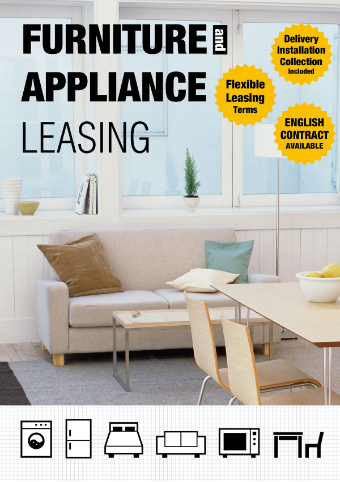 FURNITURE and
APPLIANCE
LEASING
Delivery
Installation
Collection
Included
Flexible
Leasing
Terms
ENGLISH
CONTRACT
AVAILABLE